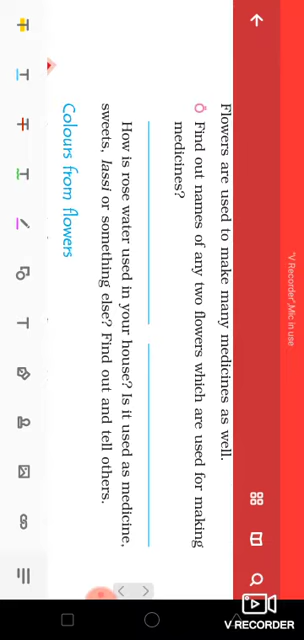 "V Recorder",Mic in use
Flowers are used to make many medicines as well.
Find out names of any two flowers which are used for making
medicines?
How is rose water used in your house? Is it used as medicine,
sweets, lassi or something else? Find out and tell others.
Colours from flowers
V RECORDER